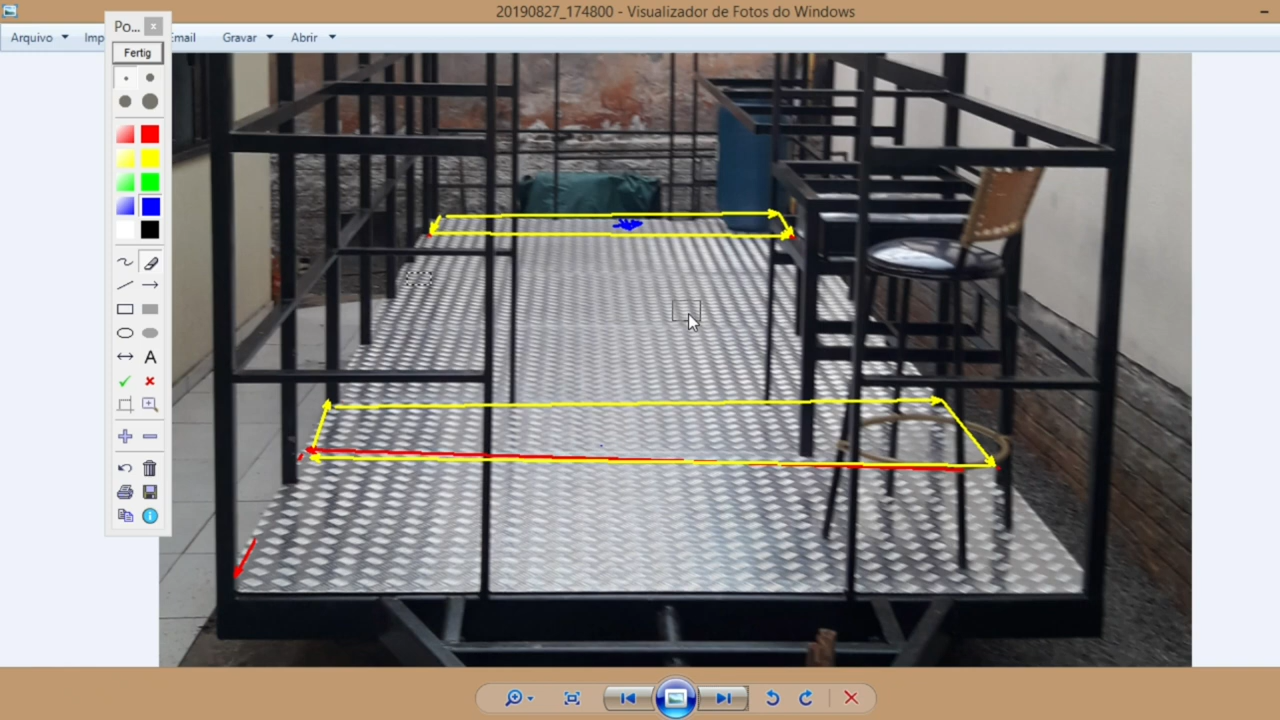 20190827_174800 - Visualizador de Fotos do Windows
Arquivo
Imp
Email
Gravar
Abrir
Po...
Fertig
A